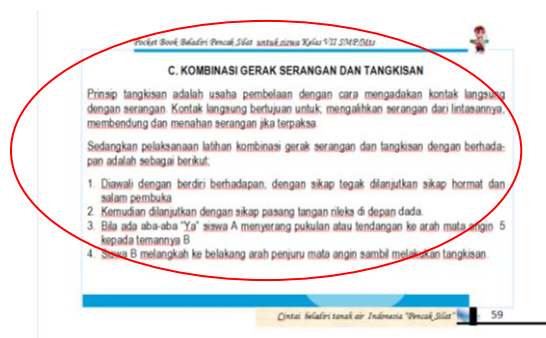 Pocket Book Beladiri Pencak Silat untuk siswa Kelas VII SMP/Mts
C. KOMBINASI GERAK SERANGAN DAN TANGKISAN
Prinsip tangkisan adalah usaha pembelaan dengan cara mengadakan kontak langsung
dengan serangan. Kontak langsung bertujuan untuk; mengalihkan serangan dari lintasannya,
membendung dan menahan serangan jika terpaksa.
Sedangkan pelaksanaan latihan kombinasi gerak serangan dan tangkisan dengan berhada-
pan adalah sebagai berikut;
1. Diawali dengan berdiri berhadapan, dengan sikap tegak dilanjutkan sikap hormat dan
salam pembuka
2. Kemudian dilanjutkan dengan sikap pasang tangan rileks di depan dada.
3. Bila ada aba-aba "Ya" siswa A menyerang pukulan atau tendangan ke arah mata angin 5
kepada temannya B
4. Siswa B melangkah ke belakang arah penjuru mata angin sambil melakukan tangkisan.
Cintai beladiri tanah air Indonesia "Pencak Silat"
59